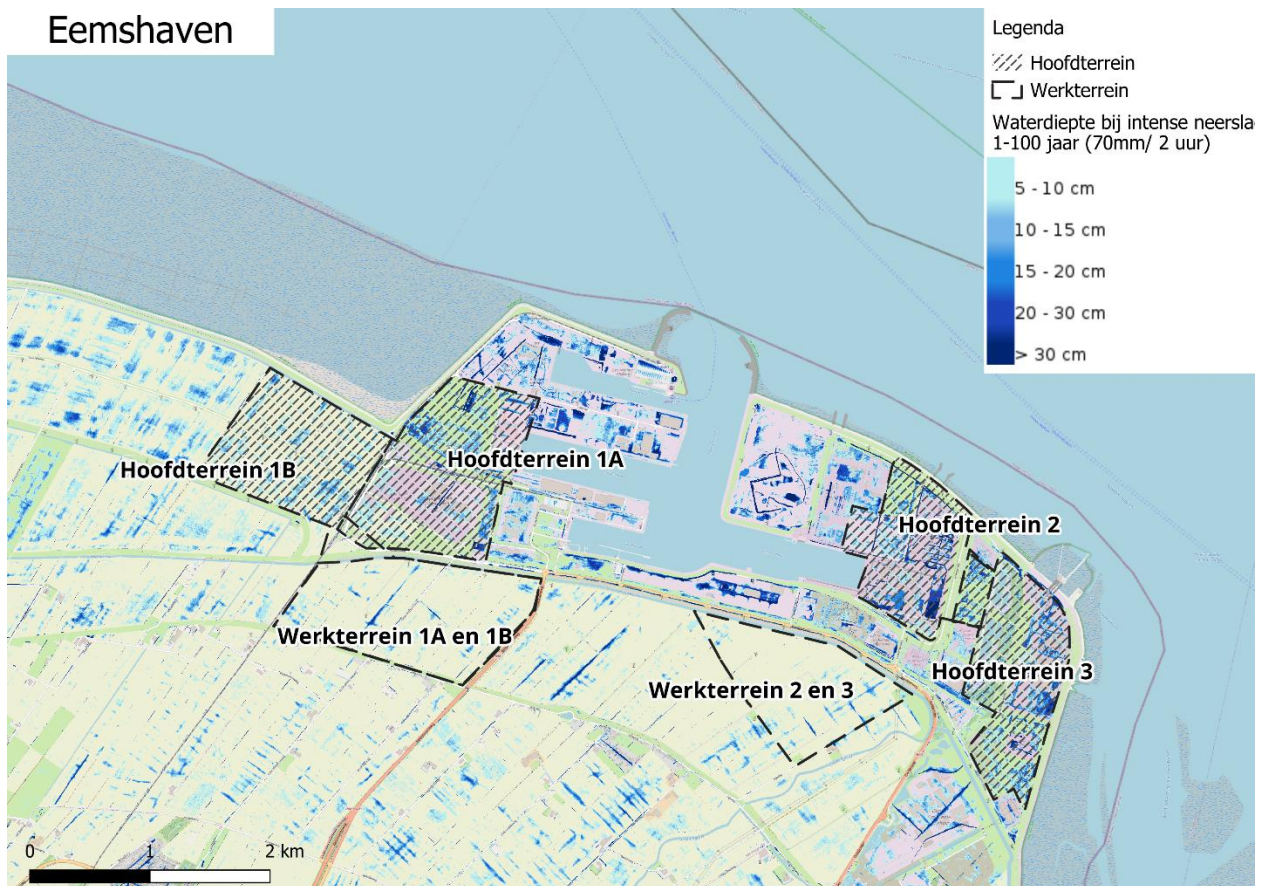 Eemshaven
Legenda
Hoofdterrein
Werkterrein
Waterdiepte bij intense neersla
1-100 jaar (70mm/ 2 uur)
5 - 10 cm
10 - 15 cm
15 - 20 cm
20 - 30 cm
> 30 cm
Hoofdterrein 1B
Hoofdterrein 1A
Hoofdterrein 2
Werkterrein 1A en 1B
Werkterrein 2 en 3
Hoofdterrein 3
0 1 2 km